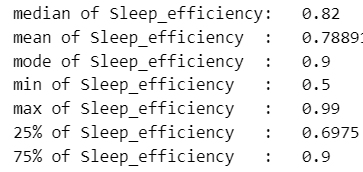 median of Sleep_efficiency: 0.82
mean of Sleep_efficiency : 0.7889
mode of Sleep_efficiency : 0.9
min of Sleep_efficiency : 0.5
max of Sleep_efficiency : 0.99
25% of Sleep_efficiency : 0.6975
75% of Sleep_efficiency : 0.9